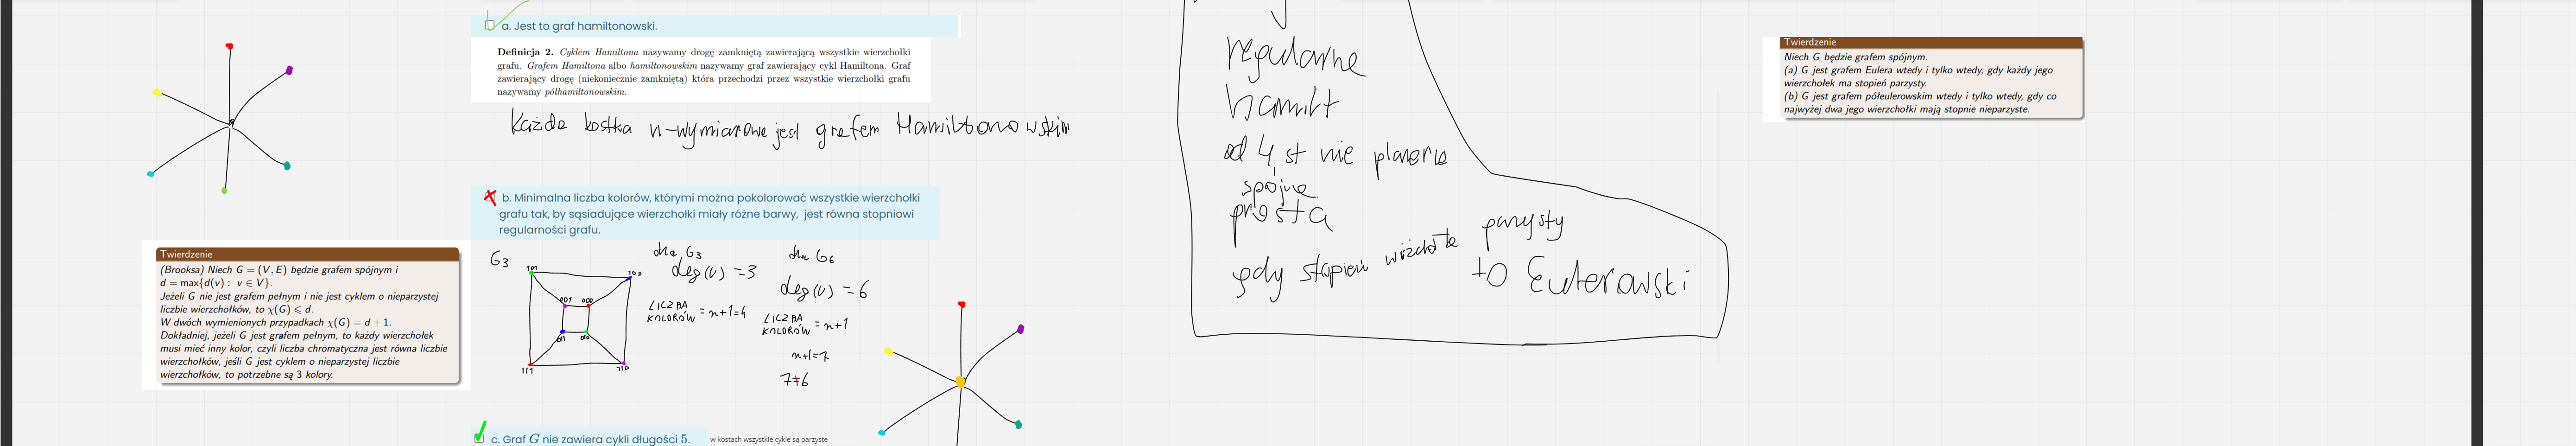 a. Jest to graf hamiltonowski.
Definicja 2. Cyklem Hamiltona nazywamy drogę zamkniętą zawierającą wszystkie wierzchołki
grafu. Grafem Hamiltona albo hamiltonowskim nazywamy graf zawierający cykl Hamiltona. Graf
zawierający drogę (niekoniecznie zamkniętą) która przechodzi przez wszystkie wierzchołki grafu
nazywamy półhamiltonowskim.
Każda kostka n-wymiarowa jest grafem Hamiltonowskim
b. Minimalna liczba kolorów, którymi można pokolorować wszystkie wierzchołki
grafu tak, by sąsiadujące wierzchołki miały różne barwy, jest równa stopniowi
regularności grafu.
Twierdzenie
(Brooksa) Niech G = (V, E) będzie grafem spójnym i
d = max{d(v) : v ∈ V}.
Jeżeli G nie jest grafem pełnym i nie jest cyklem o nieparzystej
liczbie wierzchołków, to χ(G) ⩽ d.
W dwóch wymienionych przypadkach χ(G) = d + 1.
Dokładniej, jeżeli G jest grafem pełnym, to każdy wierzchołek
musi mieć inny kolor, czyli liczba chromatyczna jest równa liczbie
wierzchołków, jeśli G jest cyklem o nieparzystej liczbie
wierzchołków, to potrzebne są 3 kolory.
G3
101
100
001
000
011
010
111
110
dla G3
deg(v) = 3
LICZBA
KOLORÓW = n+1=4
dla G6
deg(v) = 6
LICZBA
KOLORÓW = n+1
n+1=7
7≠6
c. Graf G nie zawiera cykli długości 5.
w kostach wszystkie cykle są parzyste
regularne
hamilt
od 4 st nie planarna
spójne
prosta
gdy stopień parzysty
to Eulerowski
Twierdzenie
Niech G będzie grafem spójnym.
(a) G jest grafem Eulera wtedy i tylko wtedy, gdy każdy jego
wierzchołek ma stopień parzysty.
(b) G jest grafem półeulerowskim wtedy i tylko wtedy, gdy co
najwyżej dwa jego wierzchołki mają stopnie nieparzyste.